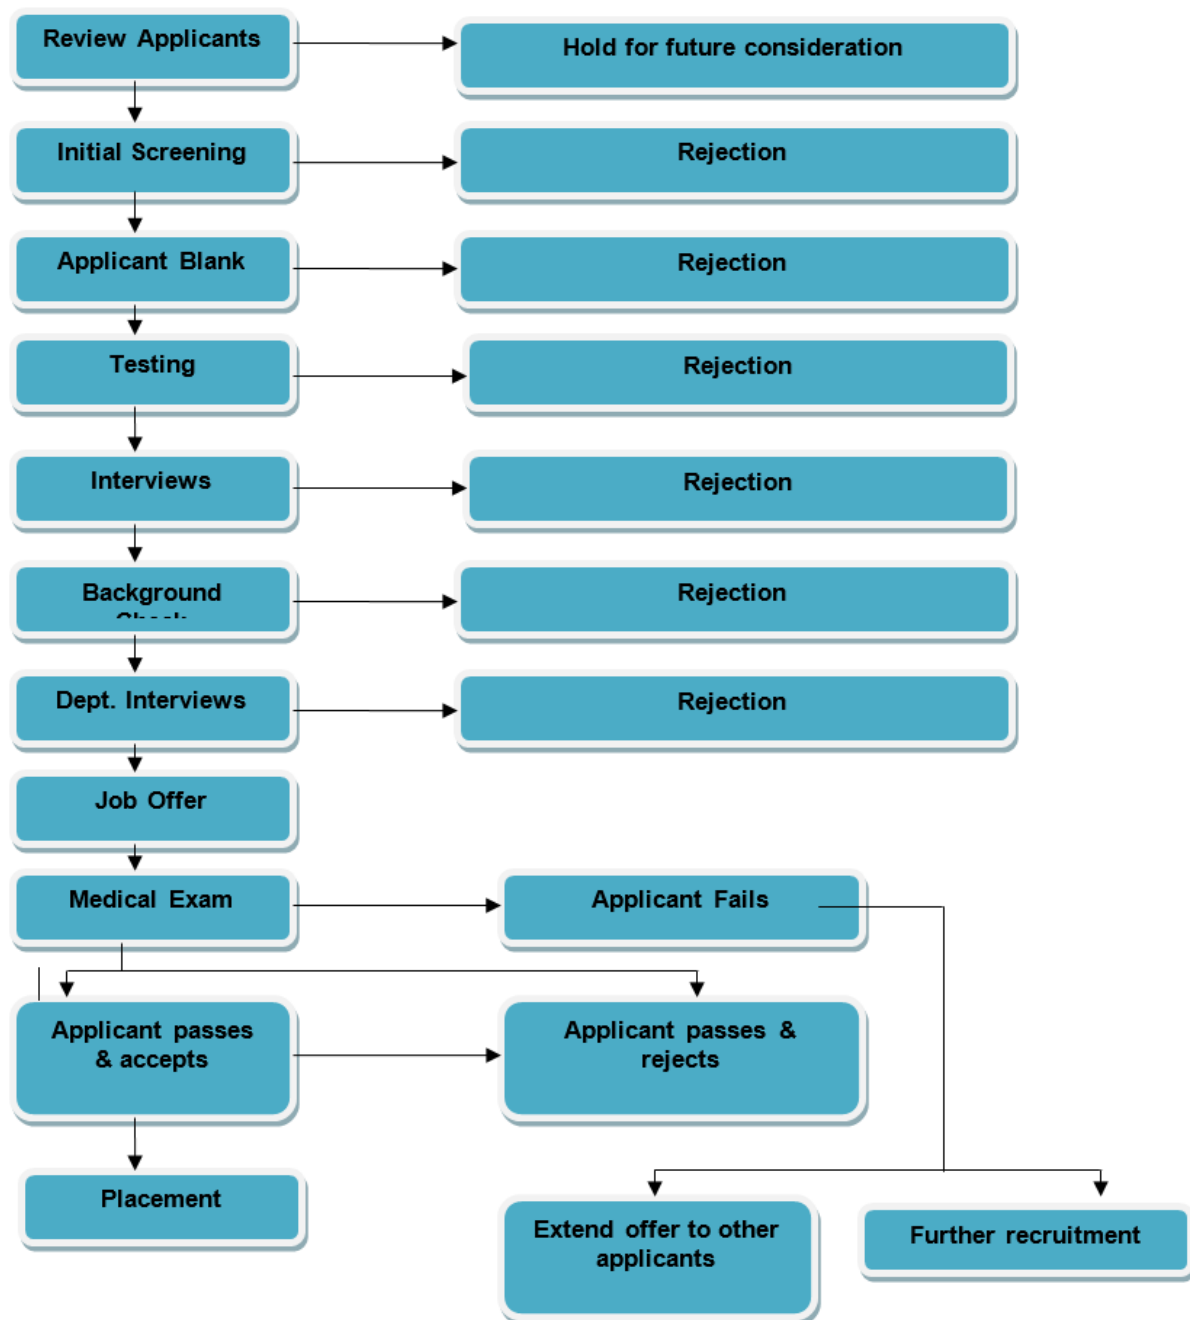 Review Applicants
Hold for future consideration
Initial Screening
Rejection
Applicant Blank
Rejection
Testing
Rejection
Interviews
Rejection
Background
Rejection
Dept. Interviews
Rejection
Job Offer
Medical Exam
Applicant Fails
Applicant passes
& accepts
Applicant passes &
rejects
Placement
Extend offer to other
applicants
Further recruitment